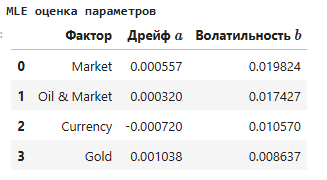 MLE оценка параметров
Фактор Дрейф a Волатильность b
0 Market 0.000557 0.019824
1 Oil & Market 0.000320 0.017427
2 Currency -0.000720 0.010570
3 Gold 0.001038 0.008637